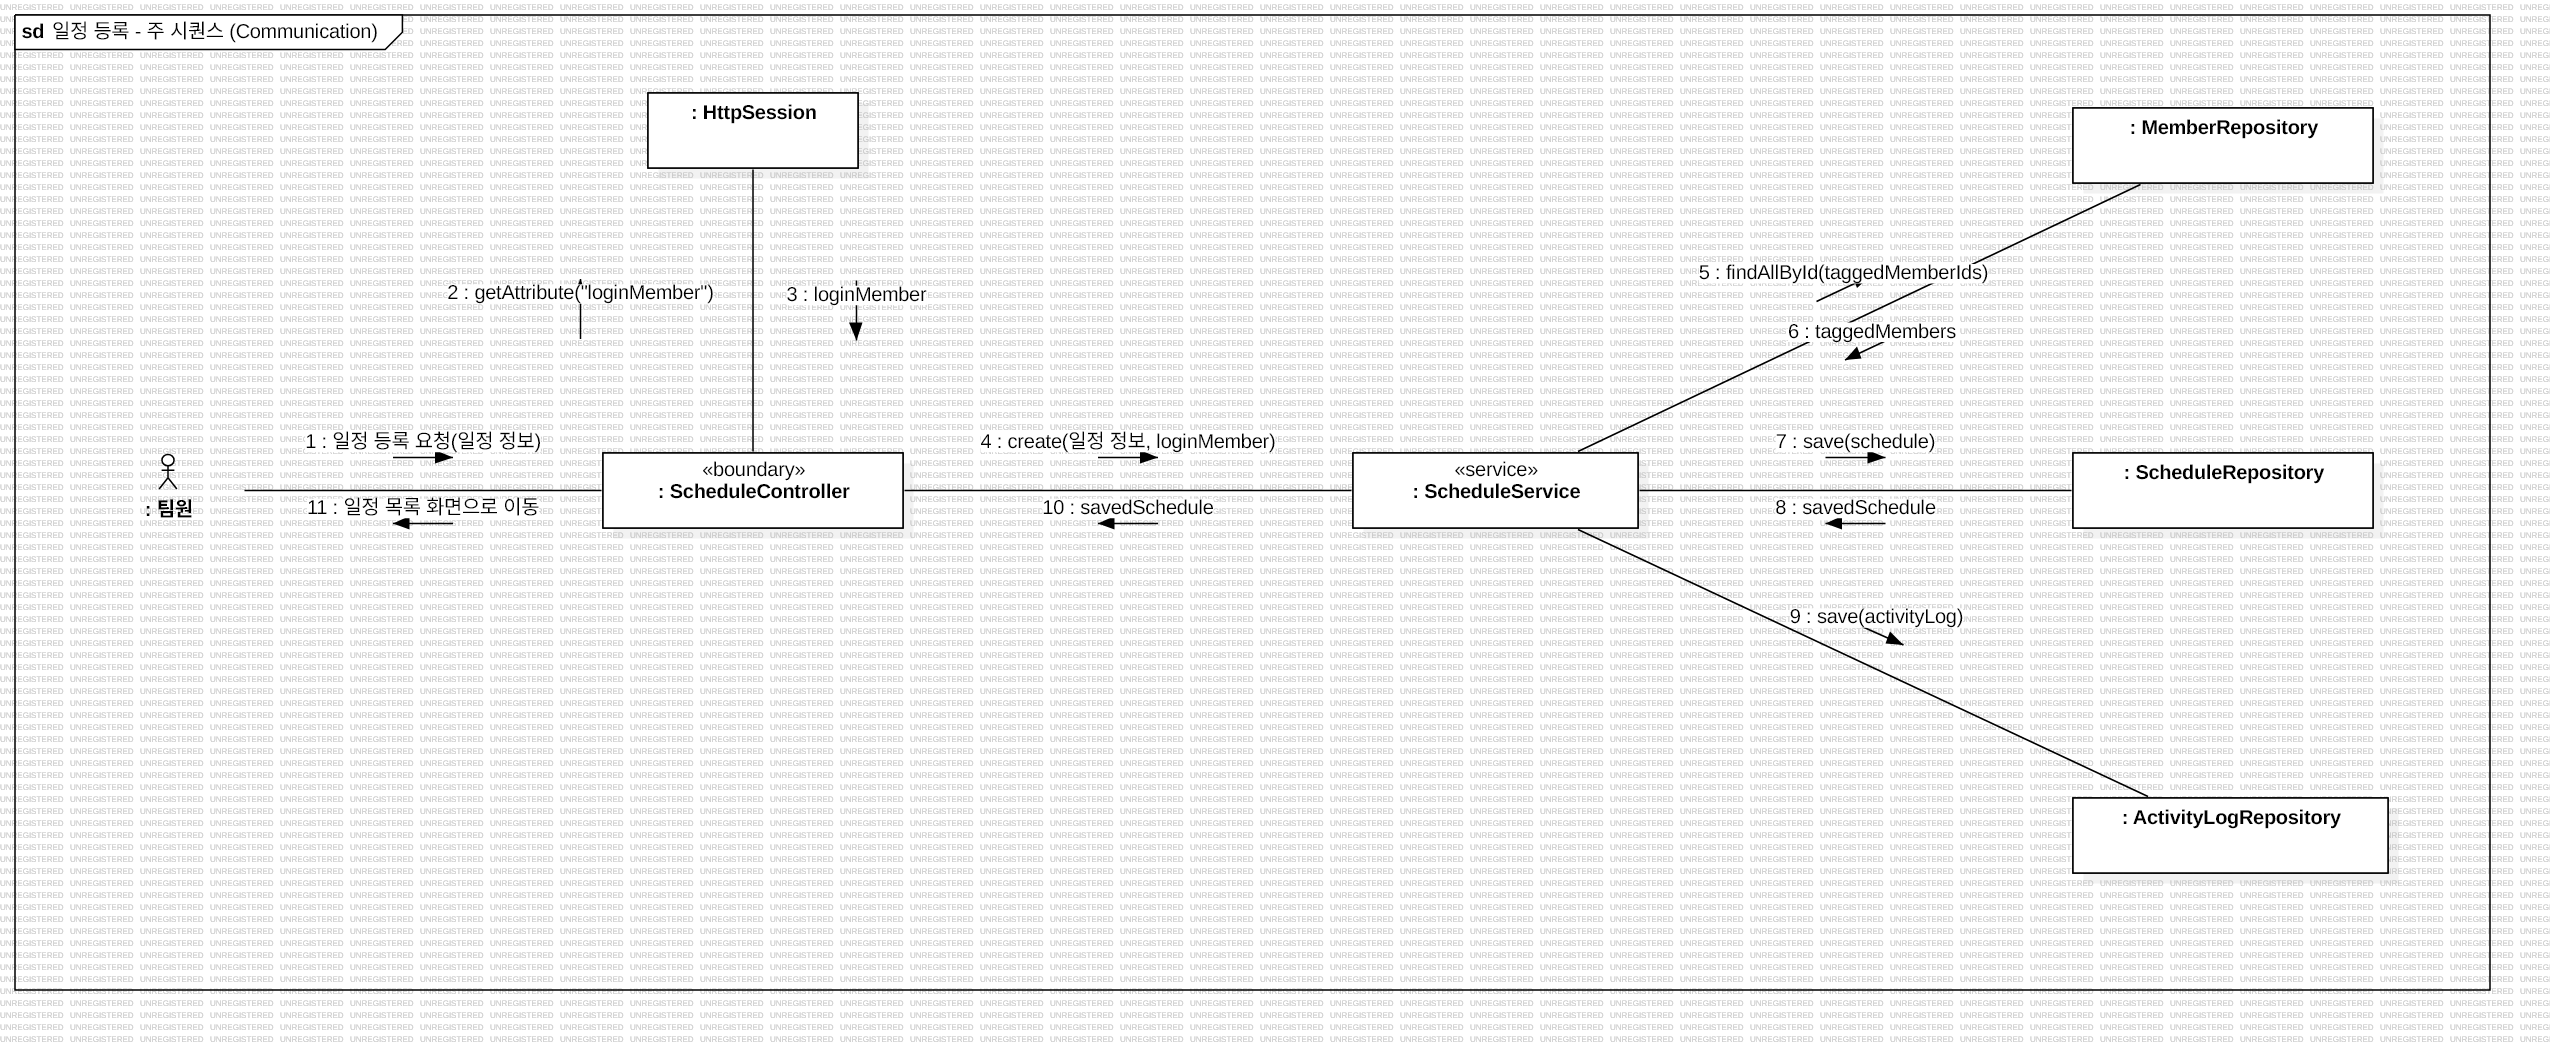 sd 일정 등록 - 주 시퀀스 (Communication)
: HttpSession
: MemberRepository
5 : findAllById(taggedMemberIds)
2 : getAttribute("loginMember")
3 : loginMember
6 : taggedMembers
1 : 일정 등록 요청(일정 정보)
4 : create(일정 정보, loginMember)
7 : save(schedule)
«boundary»
: ScheduleController
«service»
: ScheduleService
: ScheduleRepository
: 팀원
11 : 일정 목록 화면으로 이동
10 : savedSchedule
8 : savedSchedule
9 : save(activityLog)
: ActivityLogRepository
UNREGISTERED